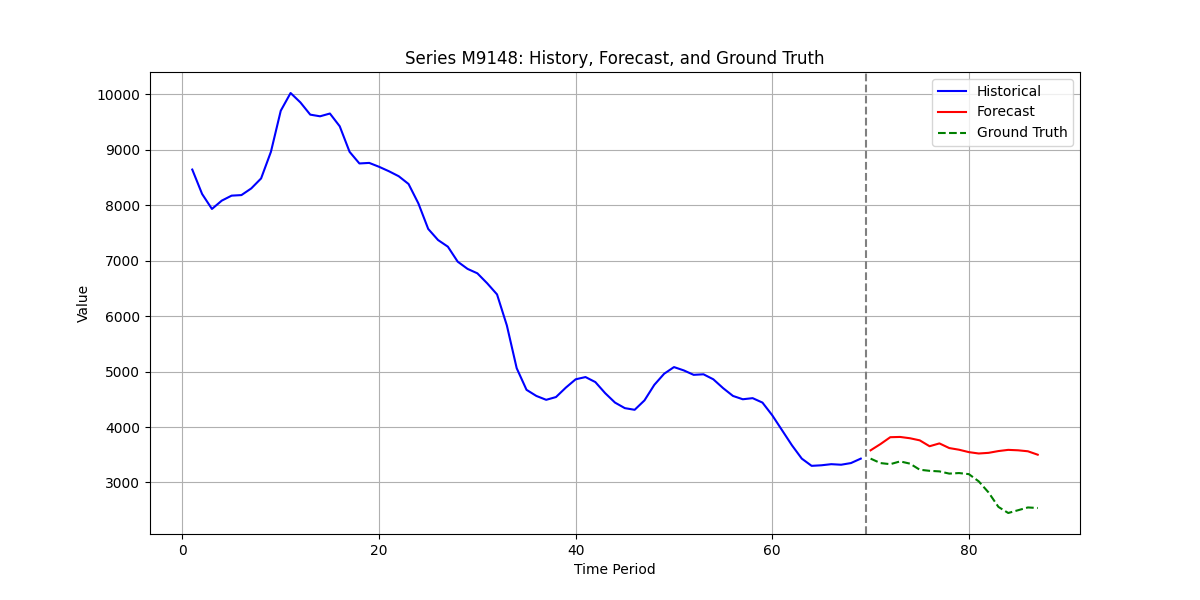 Series M9148: History, Forecast, and Ground Truth
Historical
Forecast
Ground Truth
10000
9000
8000
7000
6000
5000
4000
3000
Value
0 20 40 60 80
Time Period